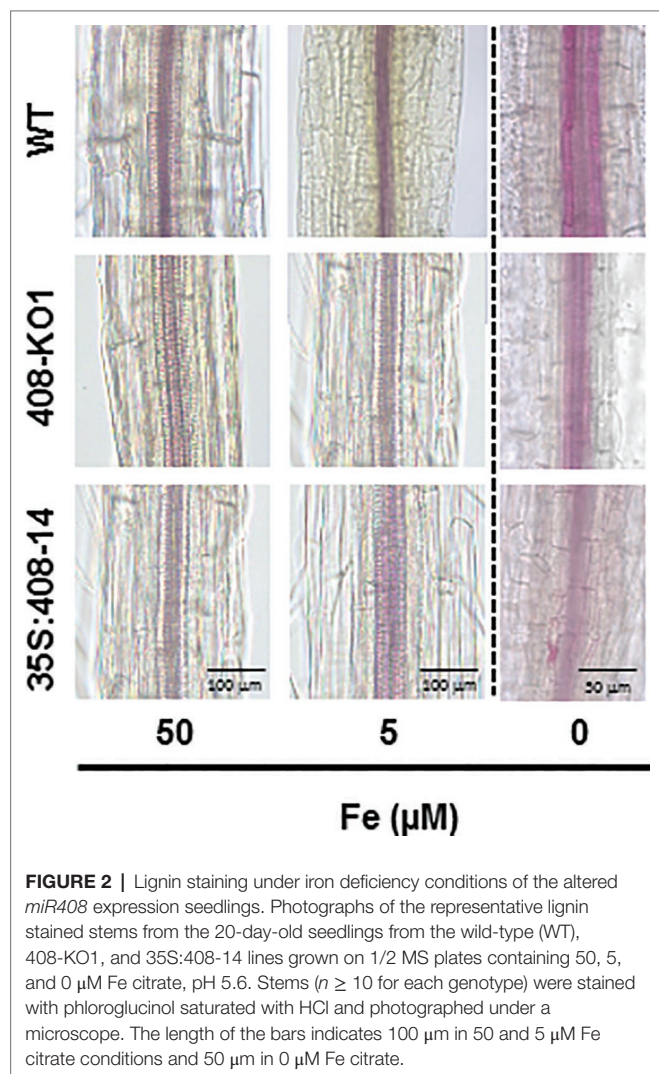 WT
408-KO1
35S:408-14
100 µm
100 µm
50 µm
50
5
0
Fe (µM)
FIGURE 2 | Lignin staining under iron deficiency conditions of the altered
miR408 expression seedlings. Photographs of the representative lignin
stained stems from the 20-day-old seedlings from the wild-type (WT),
408-KO1, and 35S:408-14 lines grown on 1/2 MS plates containing 50, 5,
and 0 µM Fe citrate, pH 5.6. Stems (n ≥ 10 for each genotype) were stained
with phloroglucinol saturated with HCl and photographed under a
microscope. The length of the bars indicates 100 µm in 50 and 5 µM Fe
citrate conditions and 50 µm in 0 µM Fe citrate.